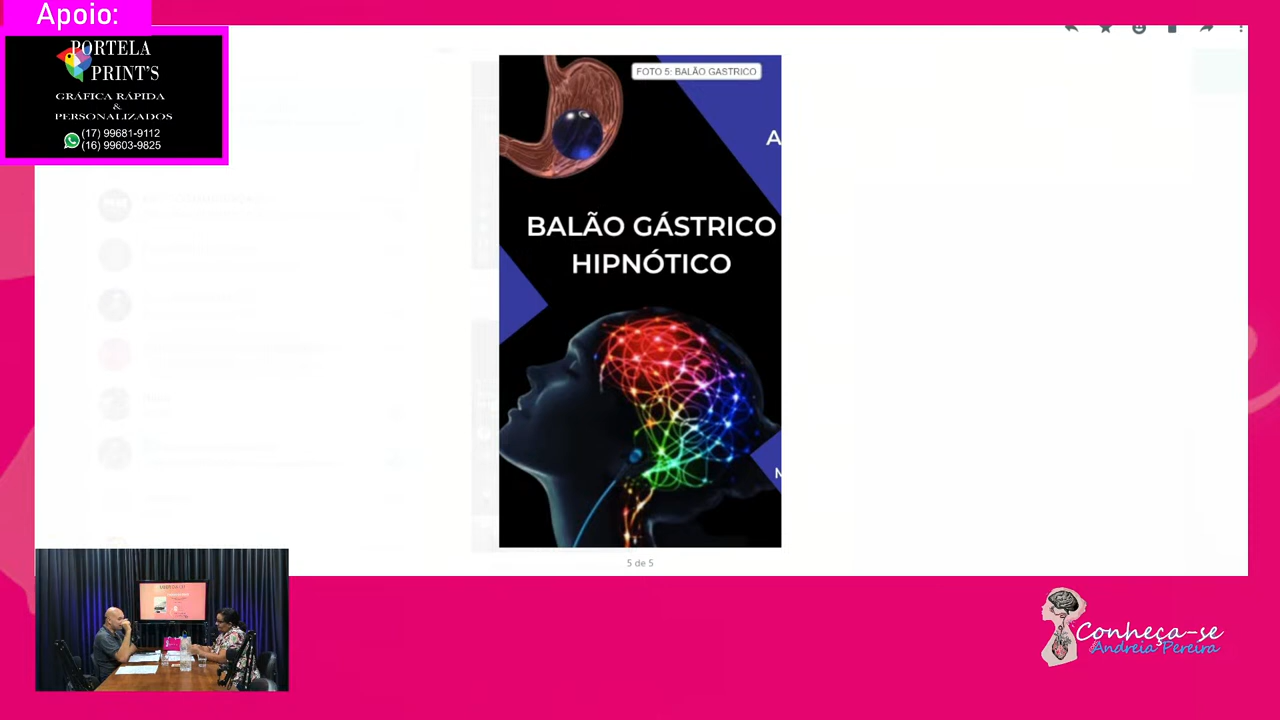 Apoio:
PORTELA
PRINT'S
GRÁFICA RÁPIDA
&
PERSONALIZADOS
(17) 99681-9112
(16) 99603-9825
FOTO 5: BALÃO GASTRICO
A
BALÃO GÁSTRICO
HIPNÓTICO
5 de 5
Conheça-se
Andreia Pereira